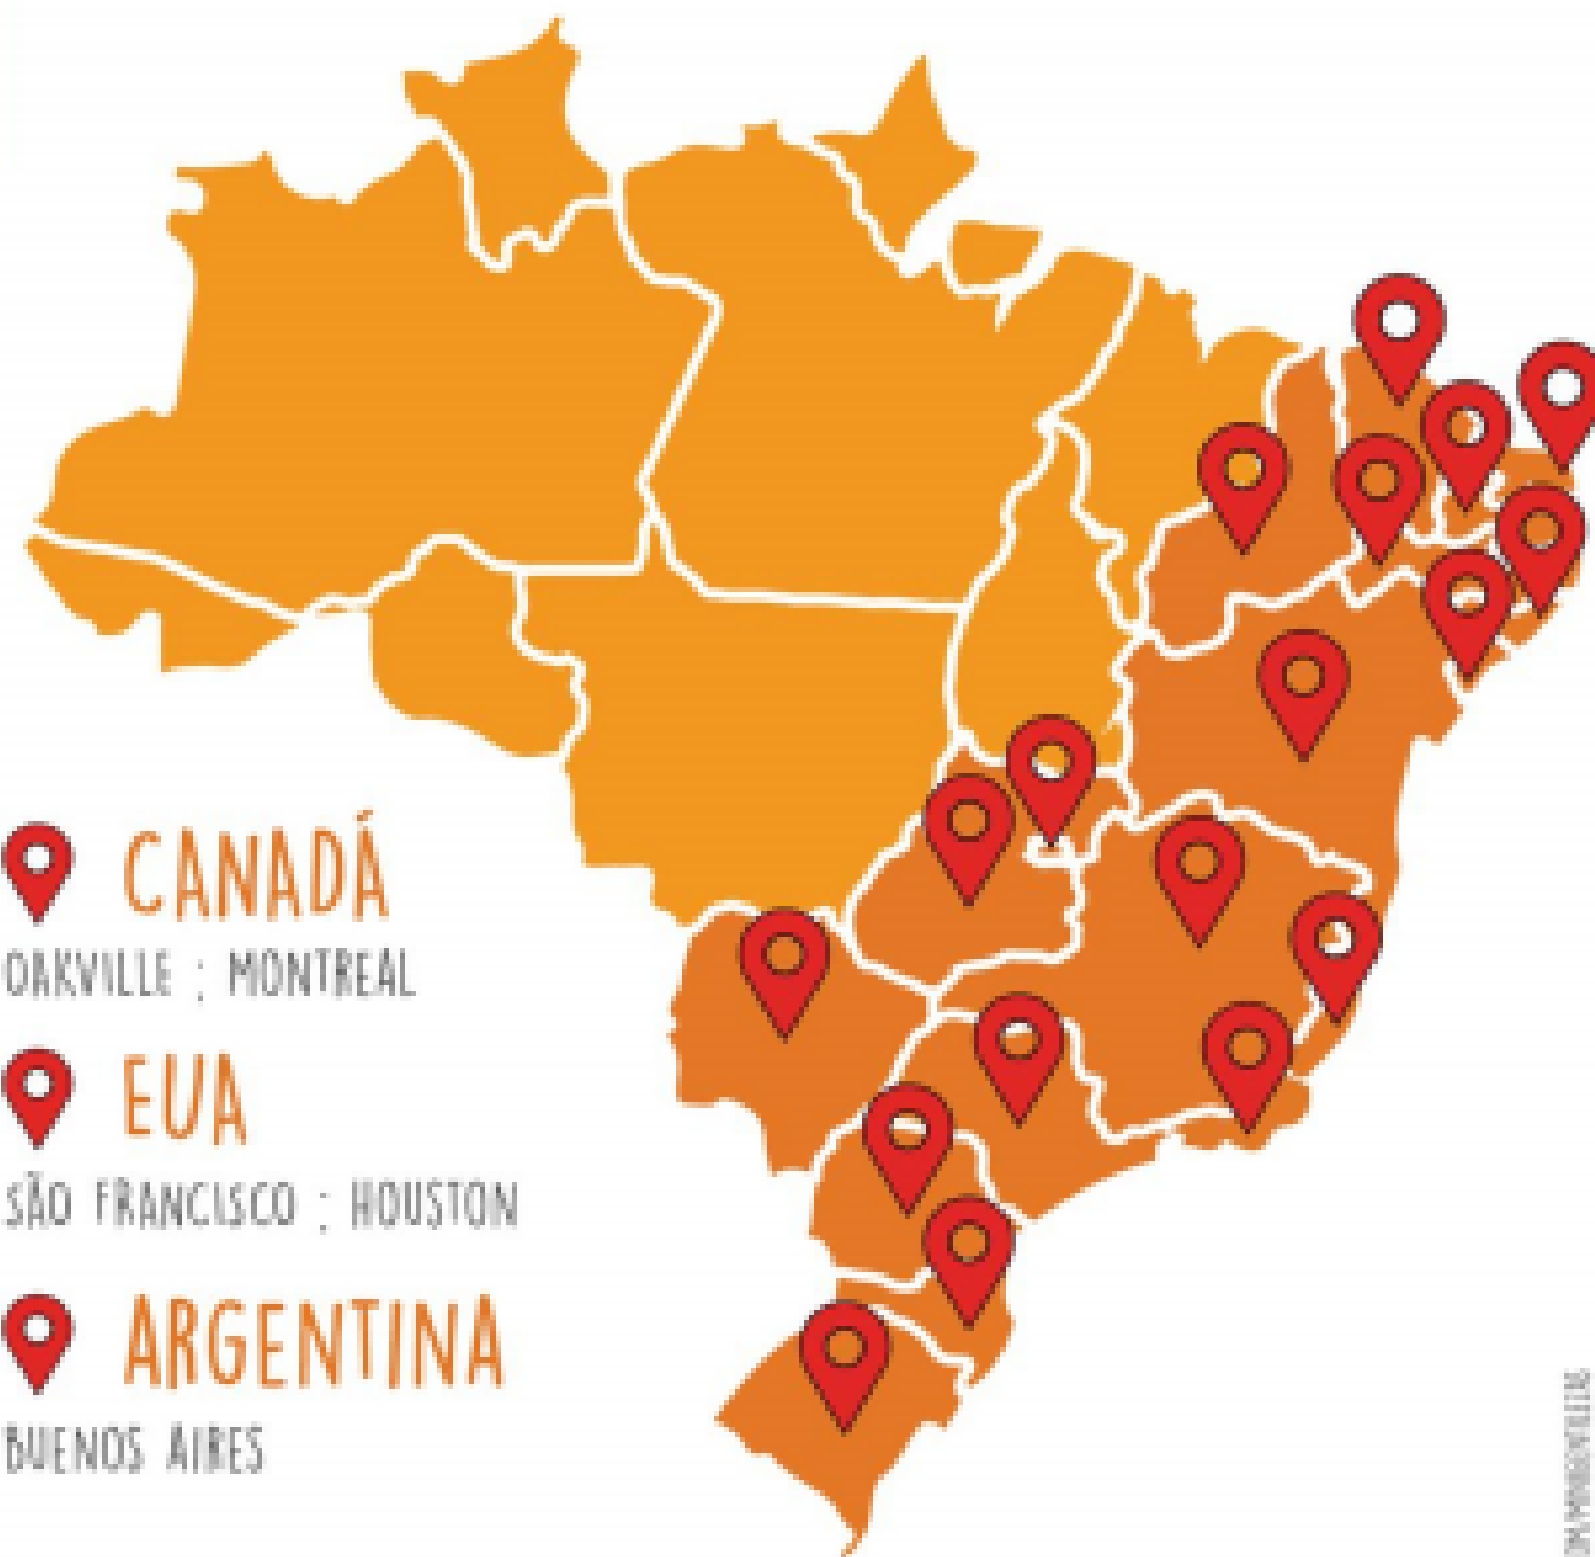 CANADÁ
OAKVILLE ; MONTREAL
EUA
SÃO FRANCISCO ; HOUSTON
ARGENTINA
BUENOS AIRES